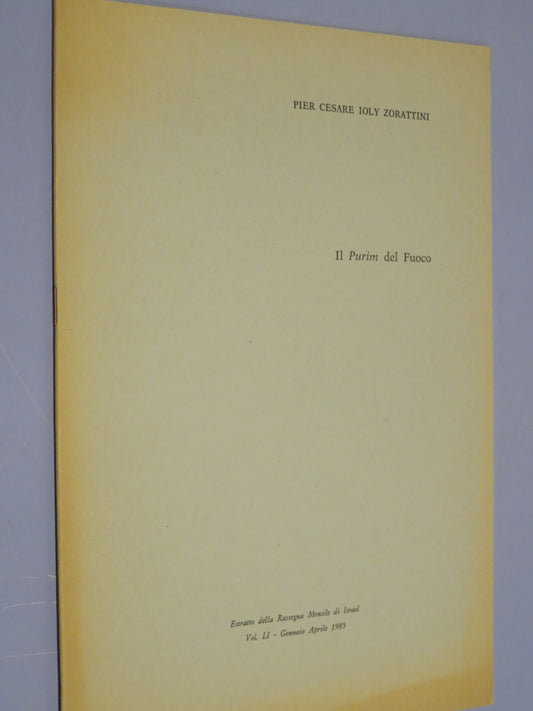 PIER CESARE IOLY ZORATTINI
Il Purim del Fuoco
Estratto della Rassegna Mensile di Israel
Vol. LI - Gennaio Aprile 1985